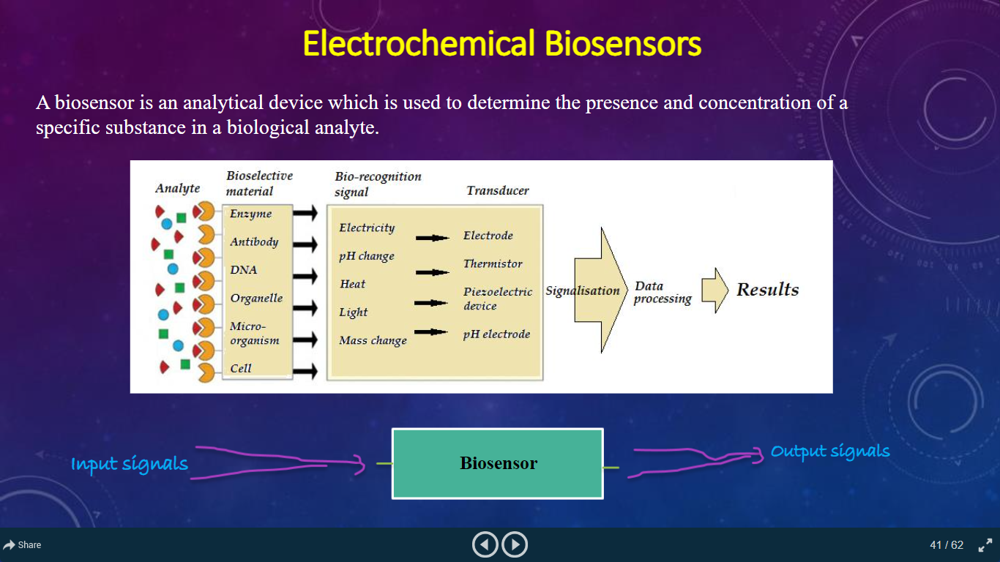 Electrochemical Biosensors
A biosensor is an analytical device which is used to determine the presence and concentration of a
specific substance in a biological analyte.
Analyte
Bioselective
material
Bio-recognition
signal
Transducer
Enzyme
Antibody
DNA
Organelle
Micro-
organism
Cell
Electricity
pH change
Heat
Light
Mass change
Electrode
Thermistor
Piezoelectric
device
pH electrode
Signalisation
Data
processing
Results
Input signals
Biosensor
Output signals
Share
41 / 62